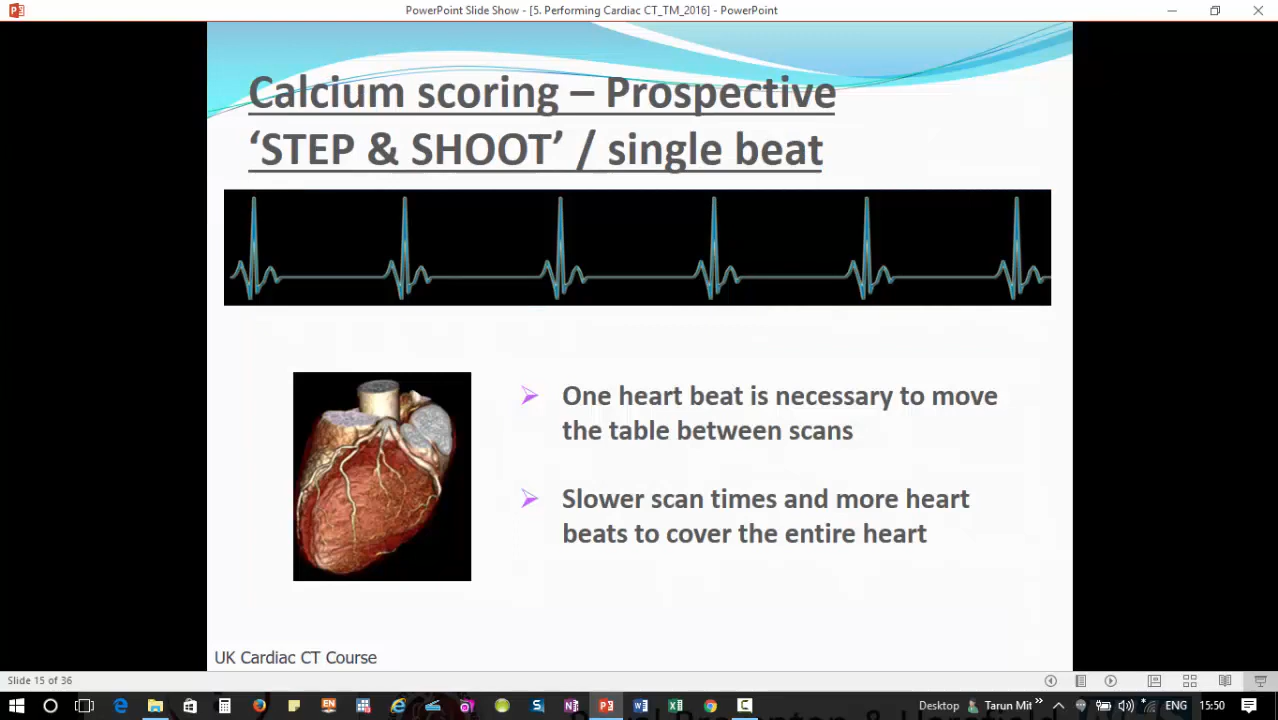 PowerPoint Slide Show - [5. Performing Cardiac CT_TM_2016] - PowerPoint
Calcium scoring – Prospective
‘STEP & SHOOT’ / single beat
One heart beat is necessary to move
the table between scans
Slower scan times and more heart
beats to cover the entire heart
UK Cardiac CT Course
Slide 15 of 36
Desktop
Tarun Mit
ENG
15:50